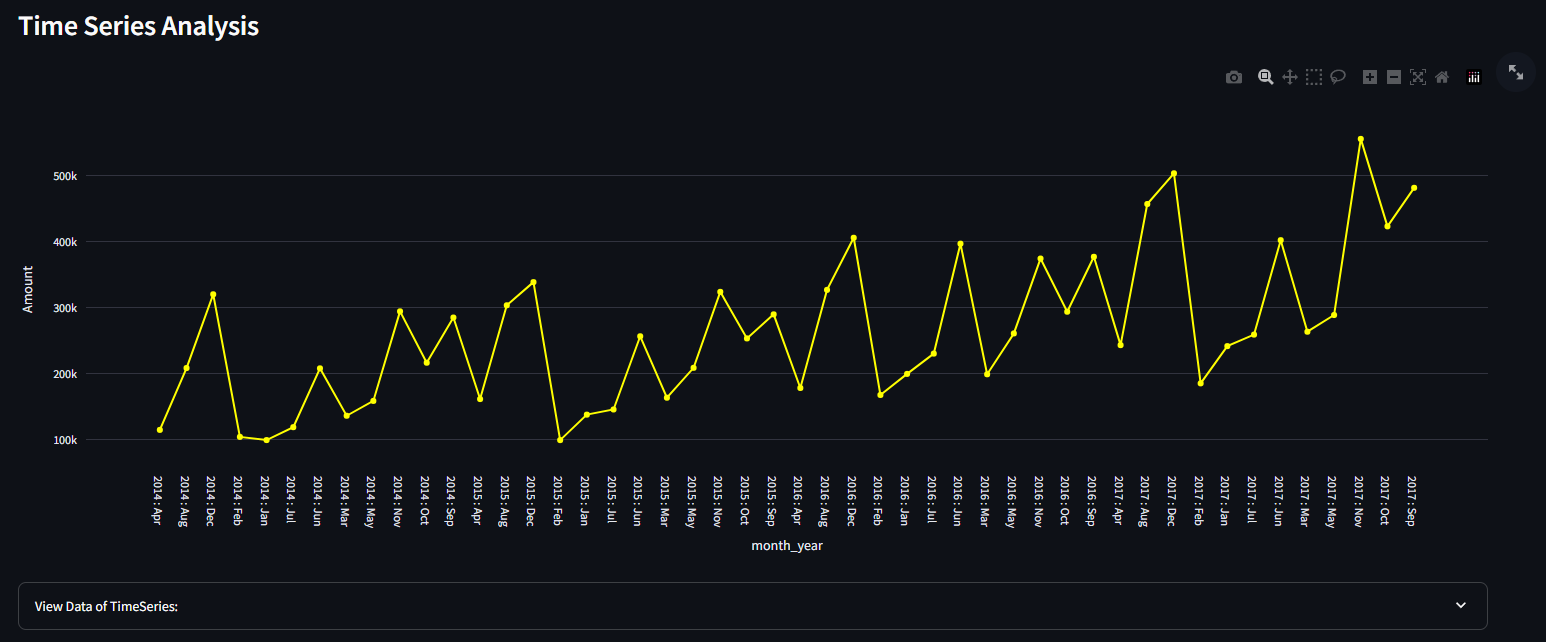 Time Series Analysis
500k
400k
300k
200k
100k
Amount
2014 : Apr
2014 : Aug
2014 : Dec
2014 : Feb
2014 : Jan
2014 : Jul
2014 : Jun
2014 : Mar
2014 : May
2014 : Nov
2014 : Oct
2014 : Sep
2015 : Apr
2015 : Aug
2015 : Dec
2015 : Feb
2015 : Jan
2015 : Jul
2015 : Jun
2015 : Mar
2015 : May
2015 : Nov
2015 : Oct
2015 : Sep
2016 : Apr
2016 : Aug
2016 : Dec
2016 : Feb
2016 : Jan
2016 : Jul
2016 : Jun
2016 : Mar
2016 : May
2016 : Nov
2016 : Oct
2016 : Sep
2017 : Apr
2017 : Aug
2017 : Dec
2017 : Feb
2017 : Jan
2017 : Jul
2017 : Jun
2017 : Mar
2017 : May
2017 : Nov
2017 : Oct
2017 : Sep
month_year
View Data of TimeSeries: